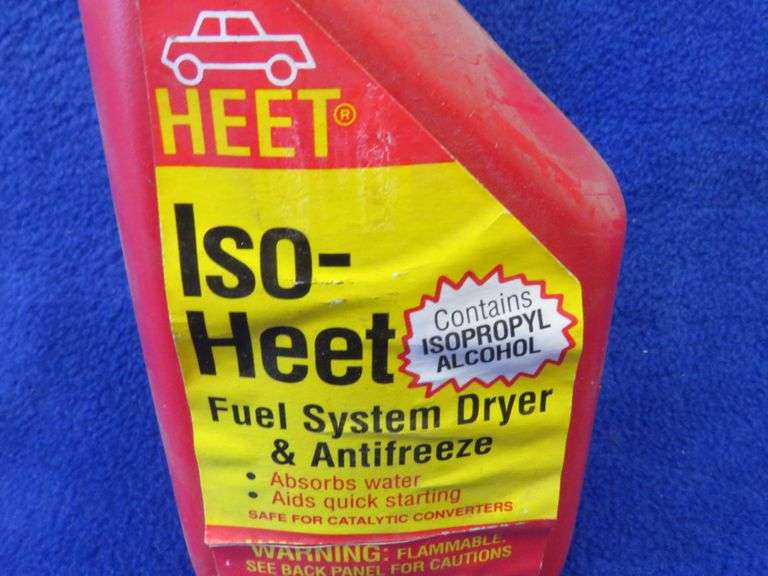 HEET®
Iso-
Heet
Contains
ISOPROPYL
ALCOHOL
Fuel System Dryer
& Antifreeze
• Absorbs water
• Aids quick starting
SAFE FOR CATALYTIC CONVERTERS
WARNING: FLAMMABLE.
SEE BACK PANEL FOR CAUTIONS